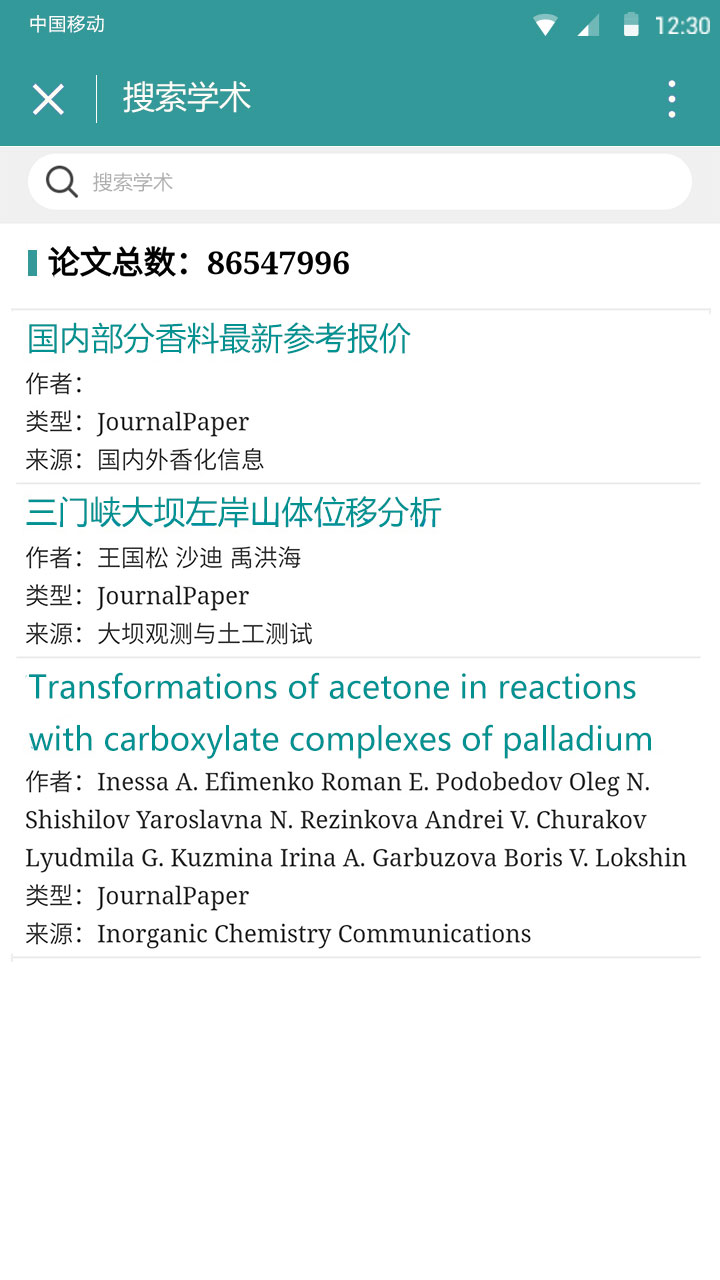 中国移动
12:30
搜索学术
搜索学术
论文总数：86547996
国内部分香料最新参考报价
作者：
类型：JournalPaper
来源：国内外香化信息
三门峡大坝左岸山体位移分析
作者：王国松 沙迪 禹洪海
类型：JournalPaper
来源：大坝观测与土工测试
Transformations of acetone in reactions
with carboxylate complexes of palladium
作者：Inessa A. Efimenko Roman E. Podobedov Oleg N.
Shishilov Yaroslavna N. Rezinkova Andrei V. Churakov
Lyudmila G. Kuzmina Irina A. Garbuzova Boris V. Lokshin
类型：JournalPaper
来源：Inorganic Chemistry Communications